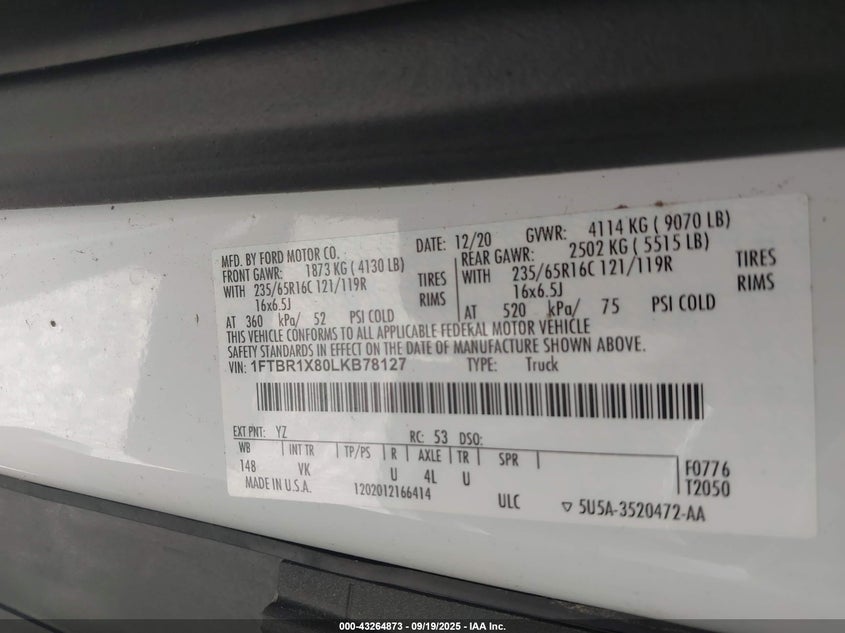 MFD. BY FORD MOTOR CO. DATE: 12/20 GVWR: 4114 KG ( 9070 LB)
FRONT GAWR: 1873 KG ( 4130 LB) REAR GAWR: 2502 KG ( 5515 LB)
WITH 235/65R16C 121/119R TIRES WITH 235/65R16C 121/119R TIRES
16x6.5J RIMS 16x6.5J RIMS
AT 360 kPa/ 52 PSI COLD AT 520 kPa/ 75 PSI COLD
THIS VEHICLE CONFORMS TO ALL APPLICABLE FEDERAL MOTOR VEHICLE
SAFETY STANDARDS IN EFFECT ON THE DATE OF MANUFACTURE SHOWN ABOVE.
VIN: 1FTBR1X80LKB78127 TYPE: Truck
EXT PNT: YZ RC: 53 DSO:
WB INT TR TP/PS R AXLE TR SPR
148 VK U 4L U F0776
MADE IN U.S.A. 1202012166414 ULC T2050
5U5A-3520472-AA
000-43264873 - 09/19/2025 - IAA Inc.